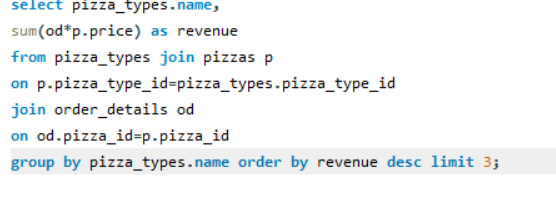 select pizza_types.name,
sum(od*p.price) as revenue
from pizza_types join pizzas p
on p.pizza_type_id=pizza_types.pizza_type_id
join order_details od
on od.pizza_id=p.pizza_id
group by pizza_types.name order by revenue desc limit 3;